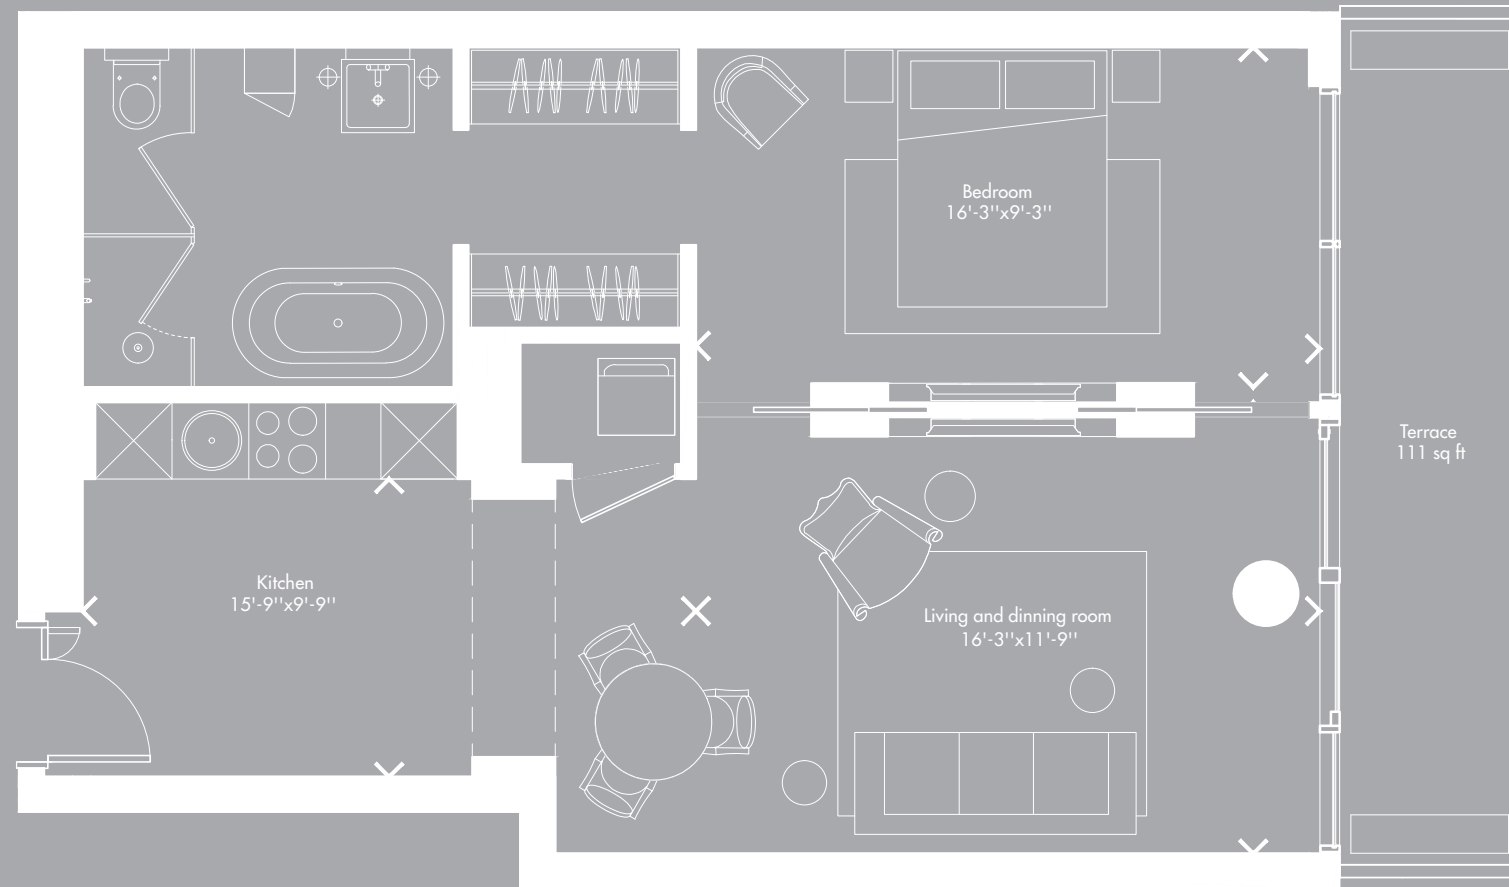 Bedroom
16'-3''x9'-3''
Terrace
111 sq ft
Kitchen
15'-9''x9'-9''
Living and dinning room
16'-3''x11'-9''